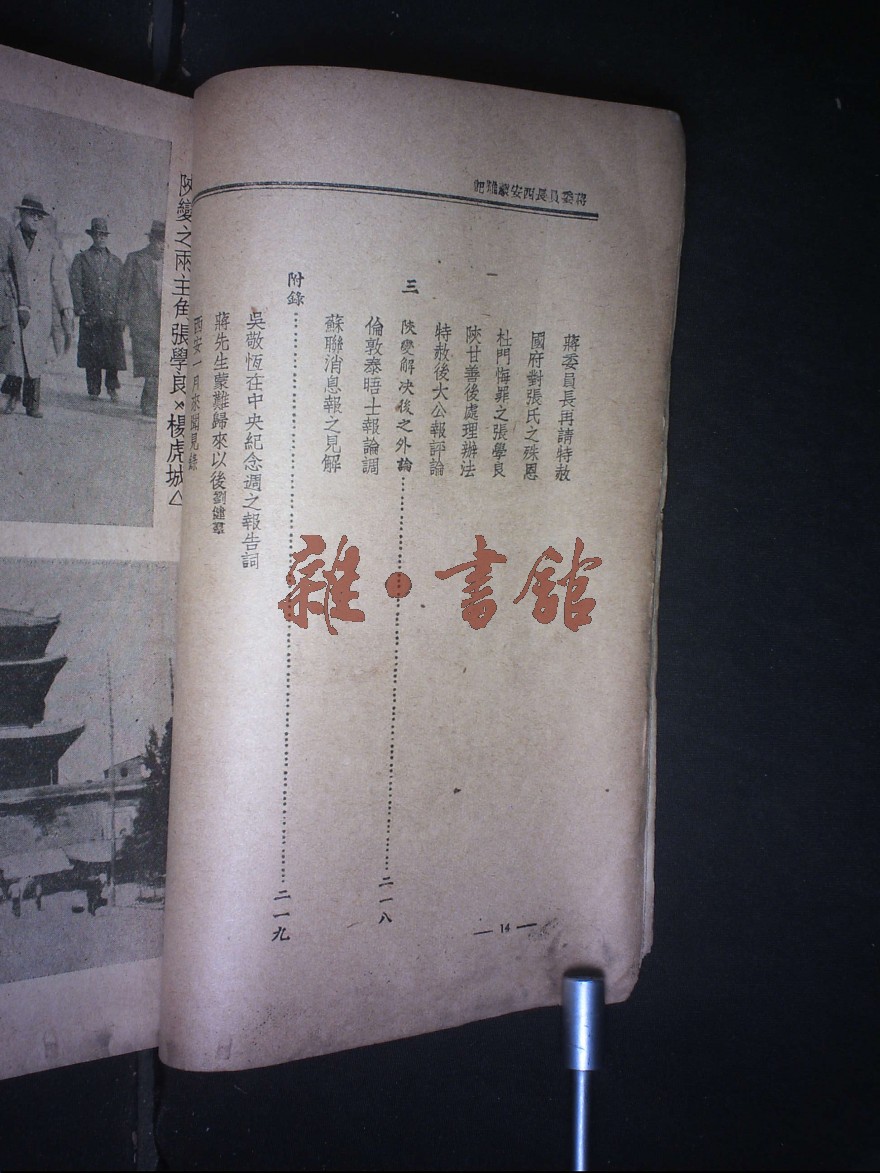 蔣委員長西安蒙難記
蔣委員長再請特赦
國府對張氏之殊恩
杜門悔罪之張學良
陝甘善後處理辦法
特赦後大公報評論
三 陝變解決後之外論……二一八
倫敦泰晤士報論調
蘇聯消息報之見解
附錄……二一九
吳敬恆在中央紀念週之報告詞
蔣先生蒙難歸來以後劉健羣
西安一月來聞見錄
— 14 —
陝變之兩主角張學良×楊虎城△
雜·書館